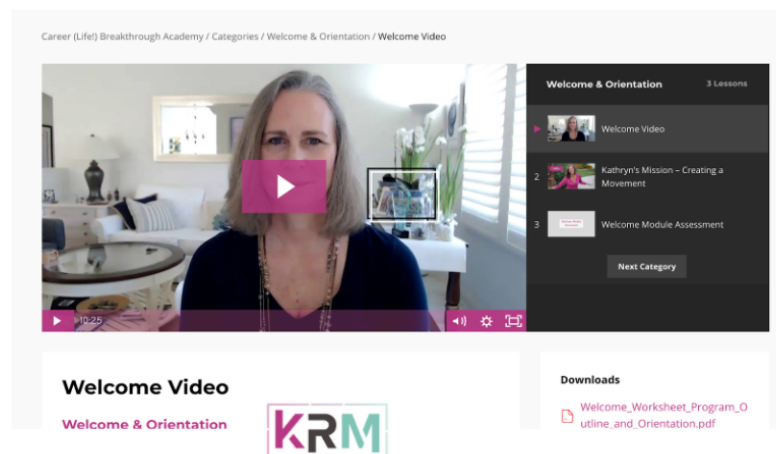 Career (Life!) Breakthrough Academy / Categories / Welcome & Orientation / Welcome Video
Welcome & Orientation
3 Lessons
Welcome Video
2
Kathryn's Mission – Creating a
Movement
3
Welcome Module Assessment
Next Category
10:25
Welcome Video
Welcome & Orientation
KRM
Downloads
Welcome_Worksheet_Program_O
utline_and_Orientation.pdf